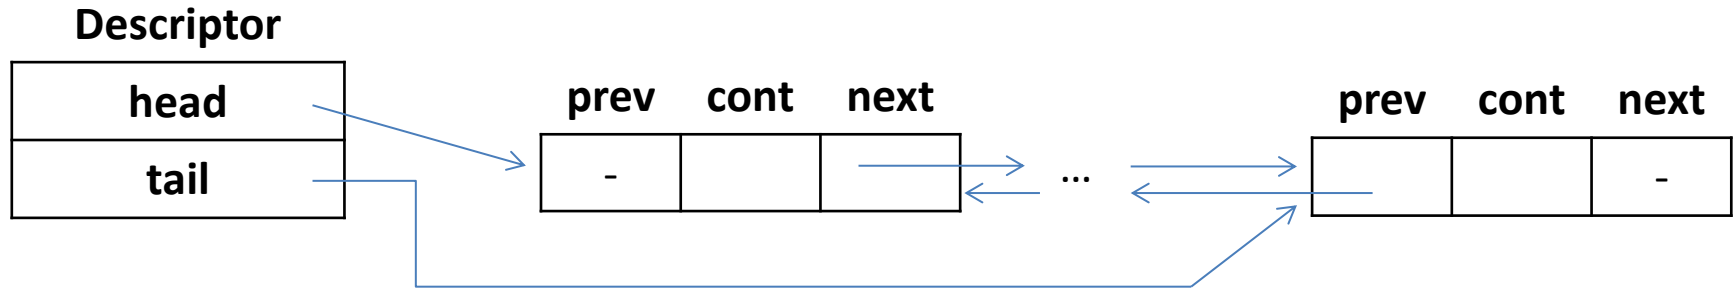 Descriptor
head
tail
prev cont next
-
...
prev cont next
-